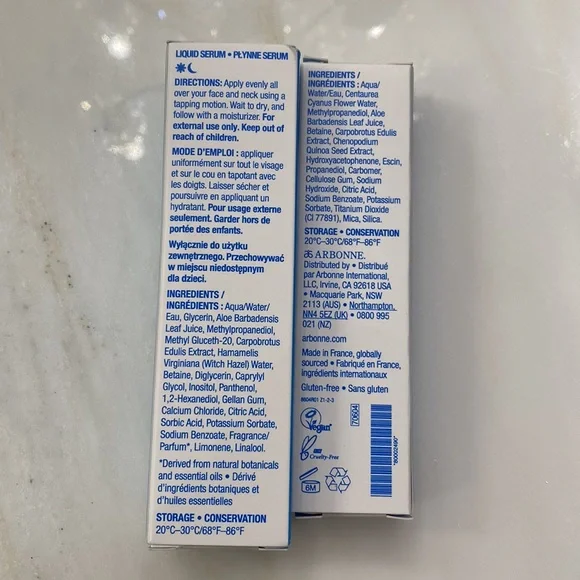 LIQUID SERUM • PŁYNNE SERUM
DIRECTIONS: Apply evenly all
over your face and neck using a
tapping motion. Wait to dry, and
follow with a moisturizer. For
external use only. Keep out of
reach of children.
MODE D'EMPLOI : appliquer
uniformément sur tout le visage
et sur le cou en tapotant avec
les doigts. Laisser sécher et
poursuivre en appliquant un
hydratant. Pour usage externe
seulement. Garder hors de
portée des enfants.
Wyłącznie do użytku
zewnętrznego. Przechowywać
w miejscu niedostępnym
dla dzieci.
INGREDIENTS /
INGRÉDIENTS : Aqua/Water/
Eau, Glycerin, Aloe Barbadensis
Leaf Juice, Methylpropanediol,
Methyl Gluceth-20, Carpobrotus
Edulis Extract, Hamamelis
Virginiana (Witch Hazel) Water,
Betaine, Diglycerin, Caprylyl
Glycol, Inositol, Panthenol,
1,2-Hexanediol, Gellan Gum,
Calcium Chloride, Citric Acid,
Sorbic Acid, Potassium Sorbate,
Sodium Benzoate, Fragrance/
Parfum*, Limonene, Linalool.
*Derived from natural botanicals
and essential oils • Dérivé
d'ingrédients botaniques et
d'huiles essentielles
STORAGE • CONSERVATION
20°C–30°C/68°F–86°F
INGREDIENTS /
INGRÉDIENTS : Aqua/
Water/Eau, Centaurea
Cyanus Flower Water,
Methylpropanediol, Aloe
Barbadensis Leaf Juice,
Betaine, Carpobrotus Edulis
Extract, Chenopodium
Quinoa Seed Extract,
Hydroxyacetophenone, Escin,
Propanediol, Carbomer,
Cellulose Gum, Sodium
Hydroxide, Citric Acid,
Sodium Benzoate, Potassium
Sorbate, Titanium Dioxide
(CI 77891), Mica, Silica.
STORAGE • CONSERVATION
20°C–30°C/68°F–86°F
ARBONNE.
Distributed by • Distribué
par Arbonne International,
LLC, Irvine, CA 92618 USA
• Macquarie Park, NSW
2113 (AUS) • Northampton,
NN4 5EZ (UK) • 0800 995
021 (NZ)
arbonne.com
Made in France, globally
sourced • Fabriqué en France,
ingrédients internationaux
Gluten-free • Sans gluten
Vegan
70604
Cruelty-Free
6M